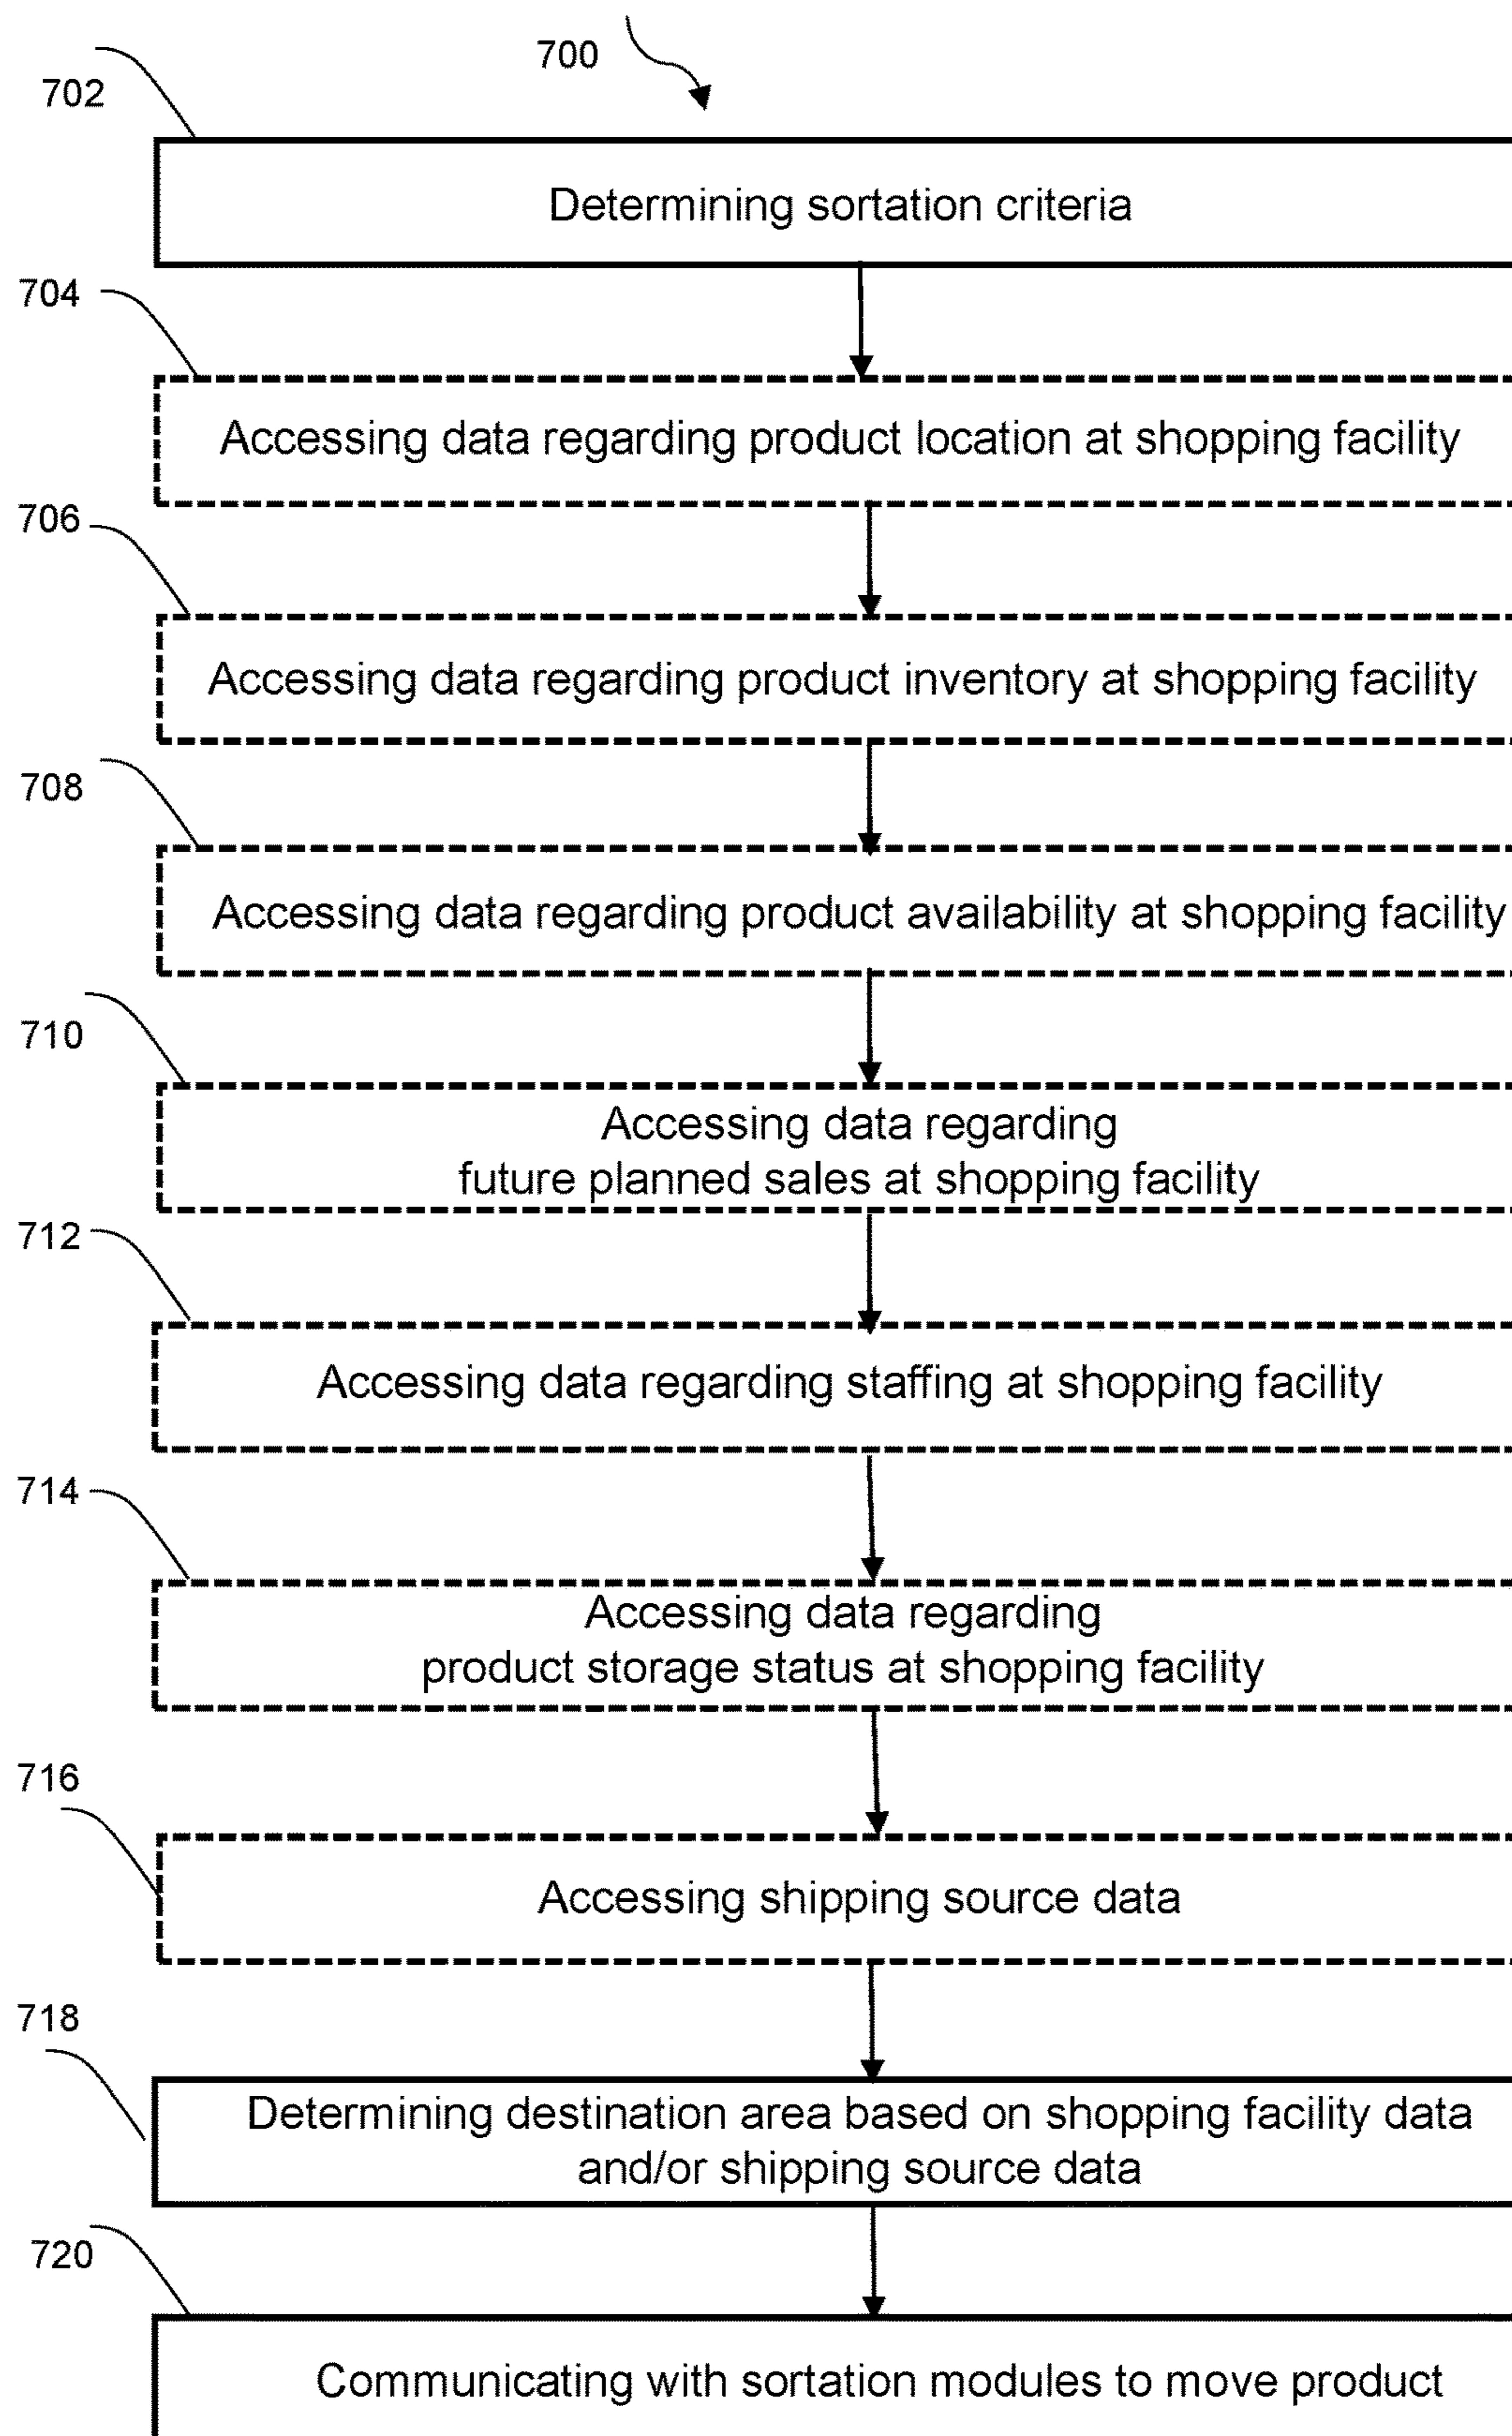 700
702
Determining sortation criteria
704
Accessing data regarding product location at shopping facility
706
Accessing data regarding product inventory at shopping facility
708
Accessing data regarding product availability at shopping facility
710
Accessing data regarding
future planned sales at shopping facility
712
Accessing data regarding staffing at shopping facility
714
Accessing data regarding
product storage status at shopping facility
716
Accessing shipping source data
718
Determining destination area based on shopping facility data
and/or shipping source data
720
Communicating with sortation modules to move product